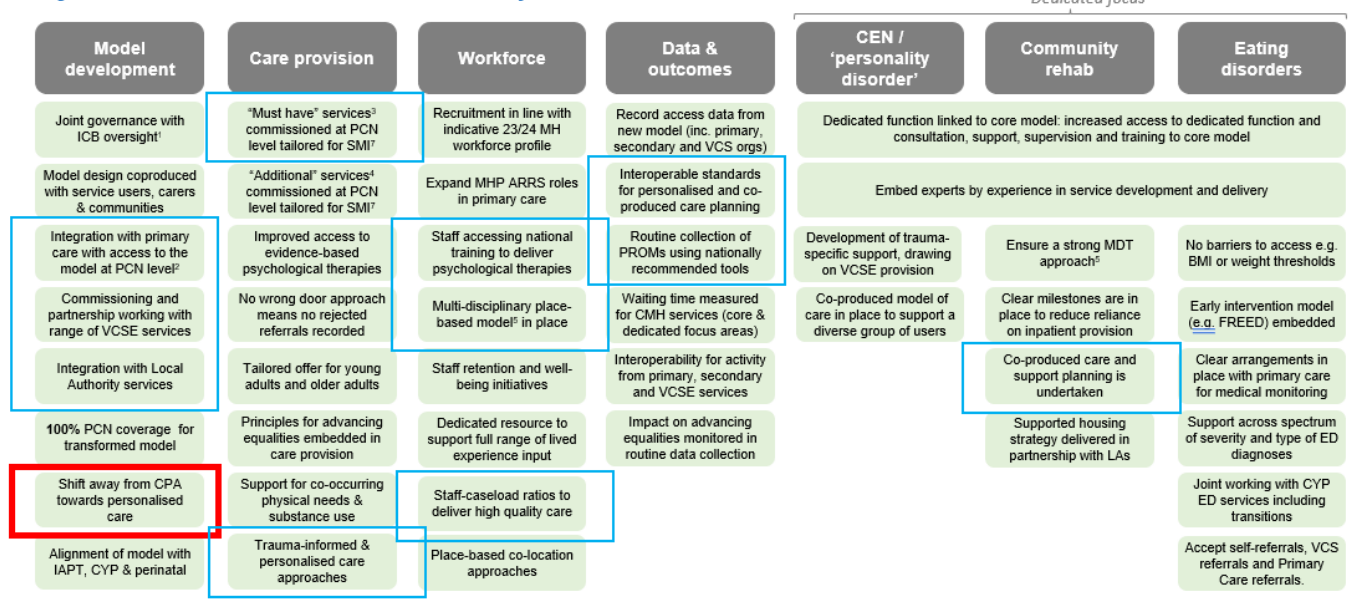 Dedicated focus
Model
development
Care provision
Workforce
Data &
outcomes
CEN /
‘personality
disorder’
Community
rehab
Eating
disorders
Joint governance with
ICB oversight¹
Model design coproduced
with service users, carers
& communities
Integration with primary
care with access to the
model at PCN level²
Commissioning and
partnership working with
range of VCSE services
Integration with Local
Authority services
100% PCN coverage for
transformed model
Shift away from CPA
towards personalised
care
Alignment of model with
IAPT, CYP & perinatal
“Must have” services³
commissioned at PCN
level tailored for SMI⁷
“Additional” services⁴
commissioned at PCN
level tailored for SMI⁷
Improved access to
evidence-based
psychological therapies
No wrong door approach
means no rejected
referrals recorded
Tailored offer for young
adults and older adults
Principles for advancing
equalities embedded in
care provision
Support for co-occurring
physical needs &
substance use
Trauma-informed &
personalised care
approaches
Recruitment in line with
indicative 23/24 MH
workforce profile
Expand MHP ARRS roles
in primary care
Staff accessing national
training to deliver
psychological therapies
Multi-disciplinary place-
based model⁵ in place
Staff retention and well-
being initiatives
Dedicated resource to
support full range of lived
experience input
Staff-caseload ratios to
deliver high quality care
Place-based co-location
approaches
Record access data from
new model (inc. primary,
secondary and VCS orgs)
Interoperable standards
for personalised and co-
produced care planning
Routine collection of
PROMs using nationally
recommended tools
Waiting time measured
for CMH services (core &
dedicated focus areas)
Interoperability for activity
from primary, secondary
and VCSE services
Impact on advancing
equalities monitored in
routine data collection
Dedicated function linked to core model: increased access to dedicated function and
consultation, support, supervision and training to core model
Embed experts by experience in service development and delivery
Development of trauma-
specific support, drawing
on VCSE provision
Co-produced model of
care in place to support a
diverse group of users
Ensure a strong MDT
approach⁵
Clear milestones are in
place to reduce reliance
on inpatient provision
Co-produced care and
support planning is
undertaken
Supported housing
strategy delivered in
partnership with LAs
No barriers to access e.g.
BMI or weight thresholds
Early intervention model
(e.g. FREED) embedded
Clear arrangements in
place with primary care
for medical monitoring
Support across spectrum
of severity and type of ED
diagnoses
Joint working with CYP
ED services including
transitions
Accept self-referrals, VCS
referrals and Primary
Care referrals.